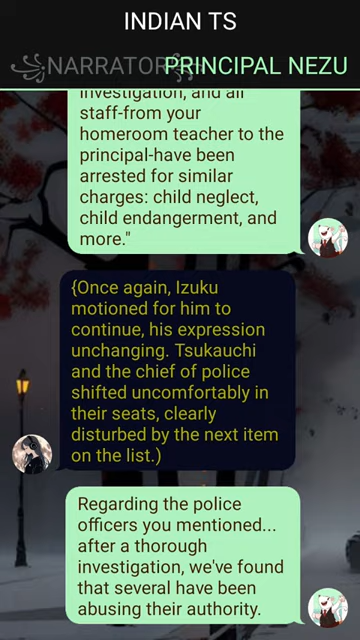 INDIAN TS
NARRATOR PRINCIPAL NEZU
investigation, and all
staff-from your
homeroom teacher to the
principal-have been
arrested for similar
charges: child neglect,
child endangerment, and
more."
{Once again, Izuku
motioned for him to
continue, his expression
unchanging. Tsukauchi
and the chief of police
shifted uncomfortably in
their seats, clearly
disturbed by the next item
on the list.)
Regarding the police
officers you mentioned...
after a thorough
investigation, we've found
that several have been
abusing their authority.